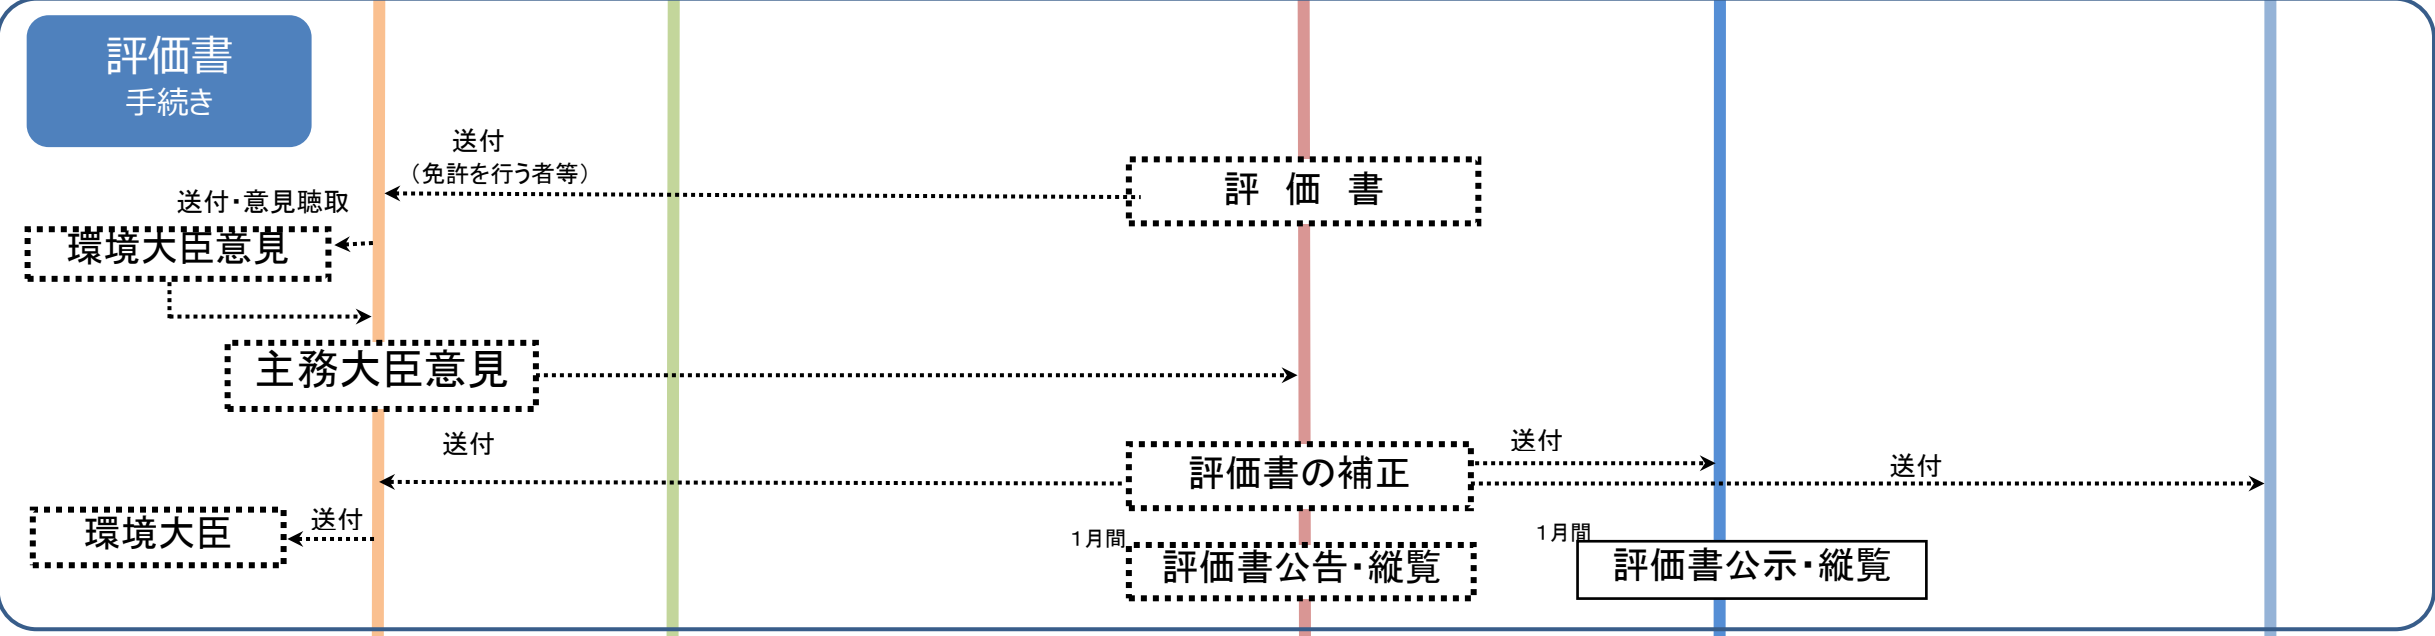 評価書
手続き
送付
（免許を行う者等）
評　価　書
送付・意見聴取
環境大臣意見
主務大臣意見
送付
評価書の補正
送付
送付
環境大臣
送付
１月間
評価書公告・縦覧
１月間
評価書公示・縦覧